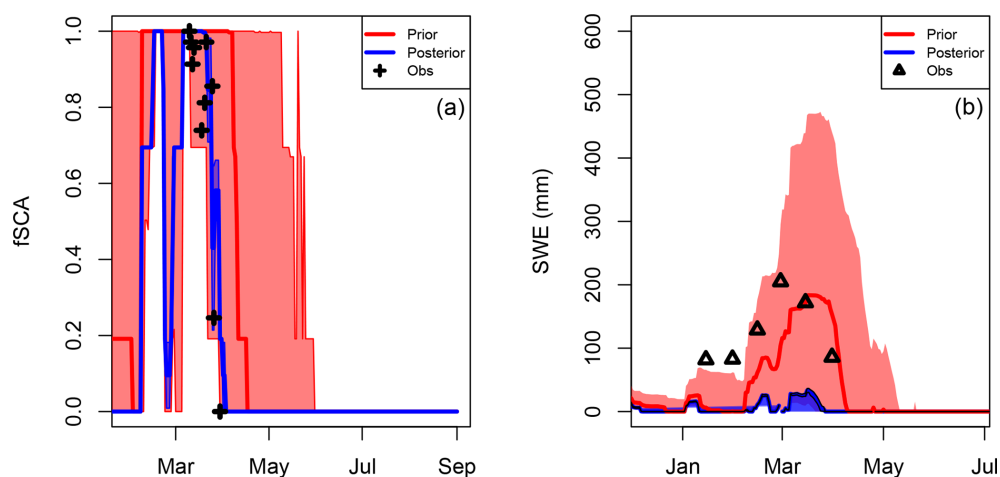 fSCA
1.0
0.8
0.6
0.4
0.2
0.0
Prior
Posterior
Obs
(a)
Mar
May
Jul
Sep
SWE (mm)
600
500
400
300
200
100
0
Prior
Posterior
Obs
(b)
Jan
Mar
May
Jul